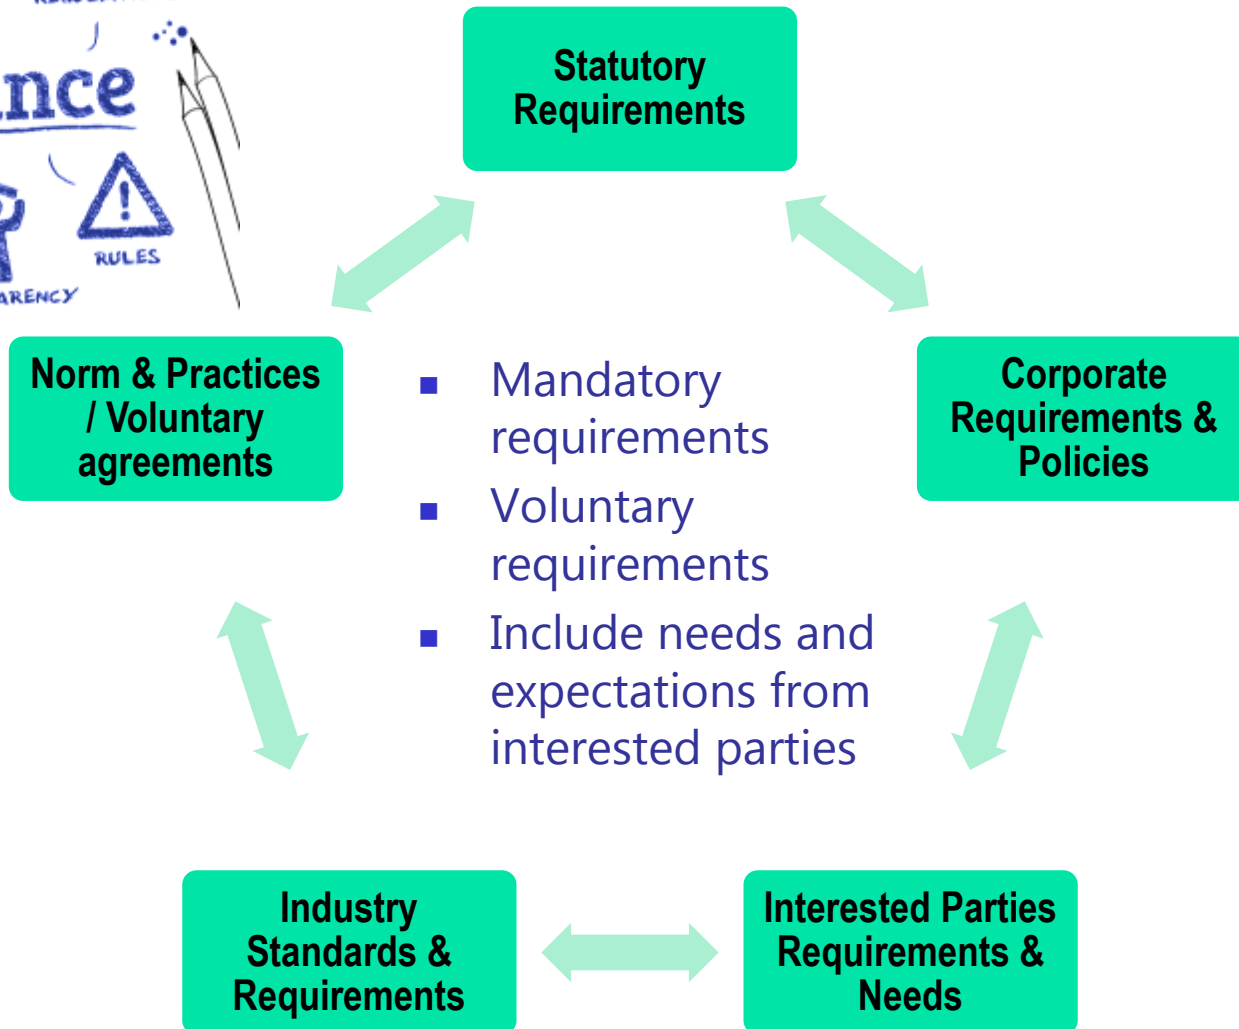 ance
RULES
ARENCY
Statutory
Requirements
Norm & Practices
/ Voluntary
agreements
■ Mandatory
requirements
■ Voluntary
requirements
■ Include needs and
expectations from
interested parties
Corporate
Requirements &
Policies
Industry
Standards &
Requirements
Interested Parties
Requirements &
Needs